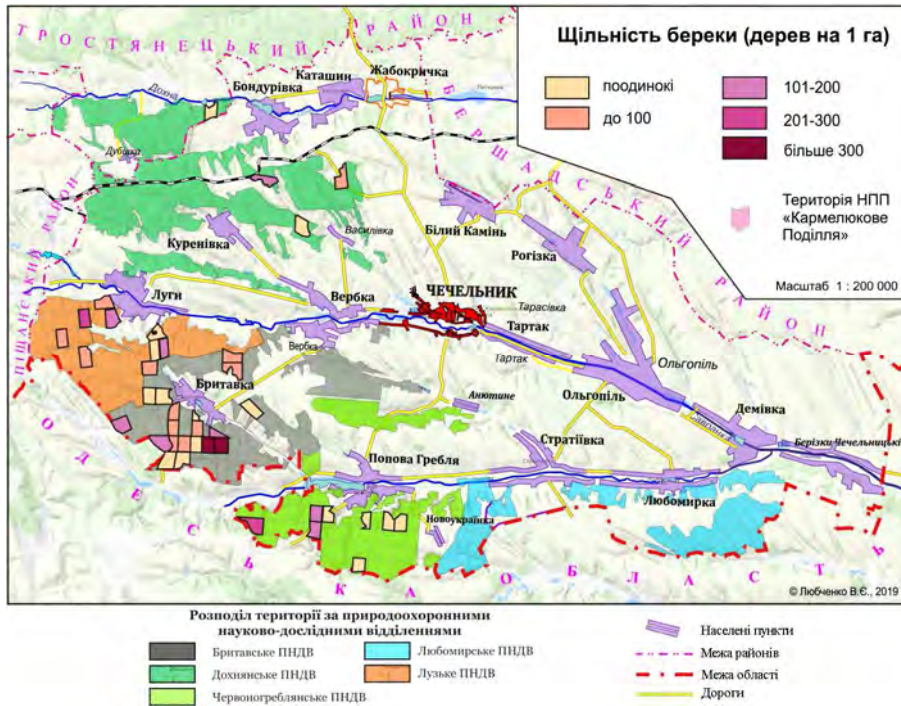 ТРОСТЯНЕЦЬКИЙ РАЙОН
БЕРШАДСЬКИЙ РАЙОН
ПІЩАНСЬКИЙ РАЙОН
ОДЕСЬКА ОБЛАСТЬ
Щільність береки (дерев на 1 га)
поодинокі
до 100
101-200
201-300
більше 300
Територія НПП
«Кармелюкове
Поділля»
Масштаб 1 : 200 000
Каташин
Жабокричка
Бондурівка
Дохна
Дубина
Василівка
Куренівка
Білий Камінь
Рогізка
Луги
Вербка
ЧЕЧЕЛЬНИК
Тарасівка
Тартак
Вербка
Тартак
Ольгопіль
Бритавка
Анютине
Ольгопіль
Демівка
Савранка
Стратіївка
Берізки-Чечельницькі
Попова Гребля
Новоукраїнка
Любомирка
© Любченко В.Є., 2019
Розподіл території за природоохоронними
науково-дослідними відділеннями
Бритавське ПНДВ
Дохнянське ПНДВ
Червоногреблянське ПНДВ
Любомирське ПНДВ
Лузьке ПНДВ
Населені пункти
Межа районів
Межа області
Дороги